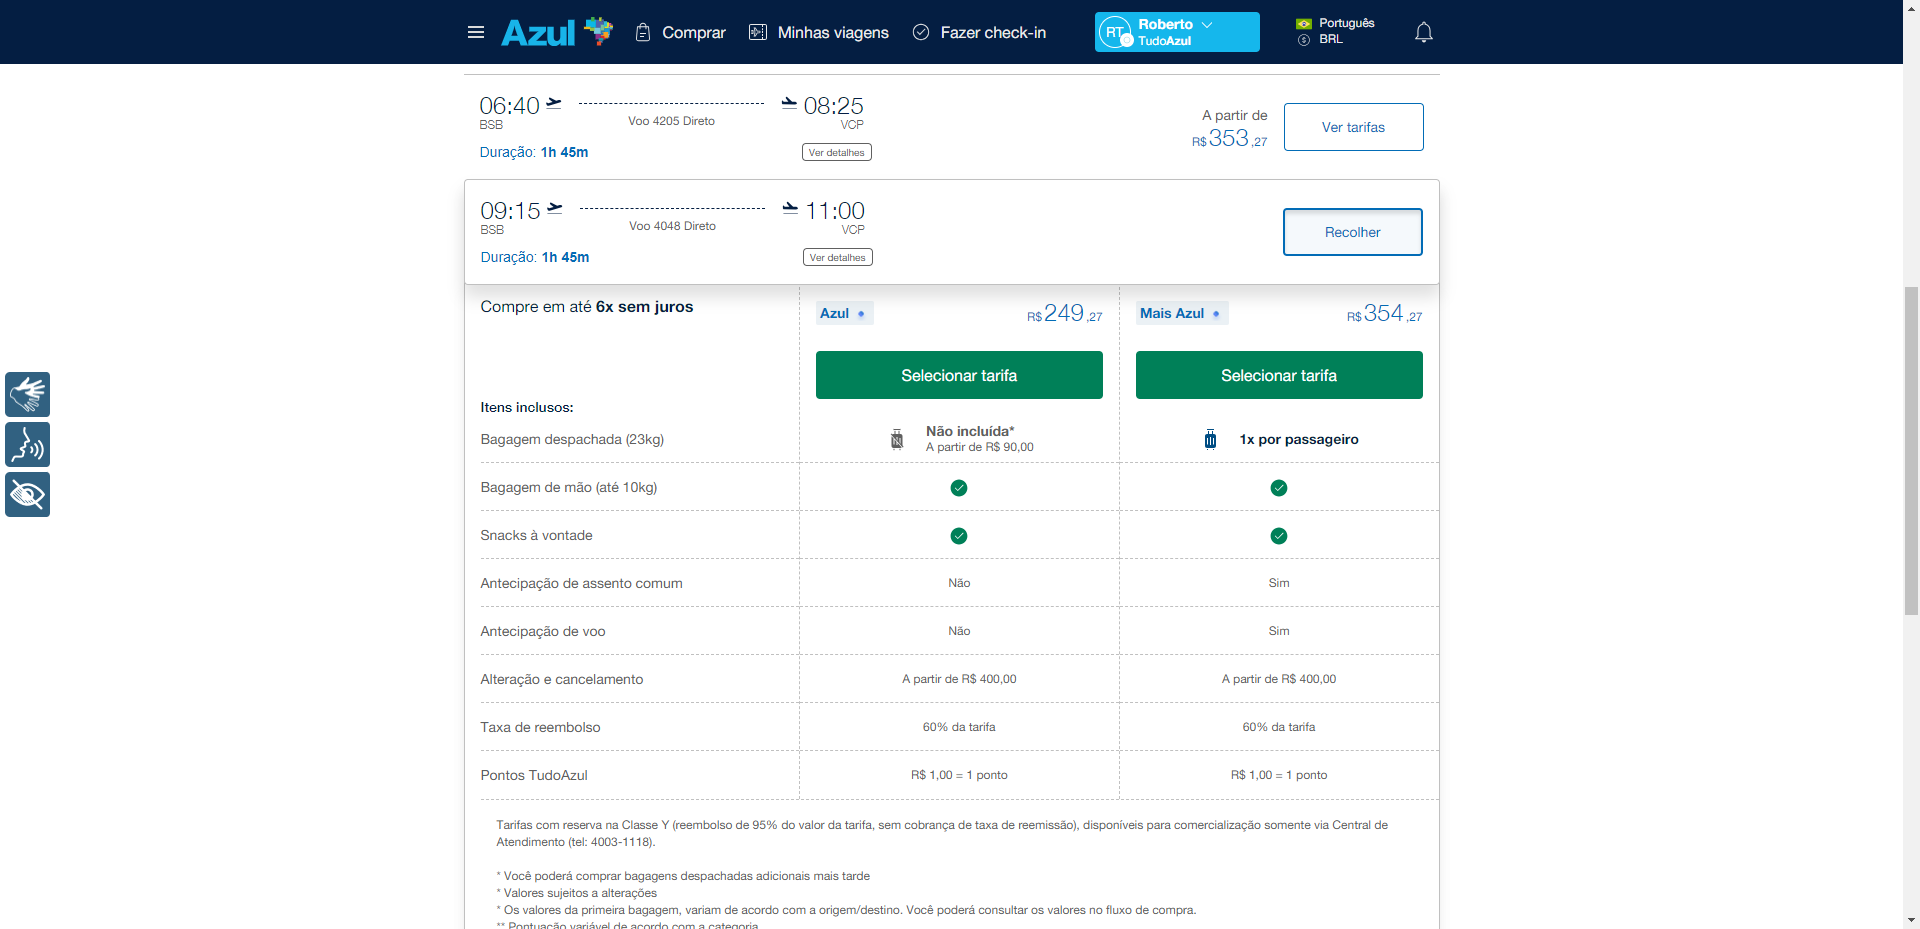 Azul
Comprar
Minhas viagens
Fazer check-in
RT
Roberto
TudoAzul
Português
BRL
06:40
08:25
BSB
Voo 4205 Direto
VCP
Duração: 1h 45m
Ver detalhes
A partir de
R$ 353,27
Ver tarifas
09:15
11:00
BSB
Voo 4048 Direto
VCP
Duração: 1h 45m
Ver detalhes
Recolher
Compre em até 6x sem juros
Azul
R$ 249,27
Mais Azul
R$ 354,27
Selecionar tarifa
Selecionar tarifa
Itens inclusos:
Bagagem despachada (23kg)
Não incluída*
A partir de R$ 90,00
1x por passageiro
Bagagem de mão (até 10kg)
Snacks à vontade
Antecipação de assento comum
Não
Sim
Antecipação de voo
Não
Sim
Alteração e cancelamento
A partir de R$ 400,00
A partir de R$ 400,00
Taxa de reembolso
60% da tarifa
60% da tarifa
Pontos TudoAzul
R$ 1,00 = 1 ponto
R$ 1,00 = 1 ponto
Tarifas com reserva na Classe Y (reembolso de 95% do valor da tarifa, sem cobrança de taxa de reemissão), disponíveis para comercialização somente via Central de
Atendimento (tel: 4003-1118).
* Você poderá comprar bagagens despachadas adicionais mais tarde
* Valores sujeitos a alterações
* Os valores da primeira bagagem, variam de acordo com a origem/destino. Você poderá consultar os valores no fluxo de compra.
** Pontuação variável de acordo com a categoria